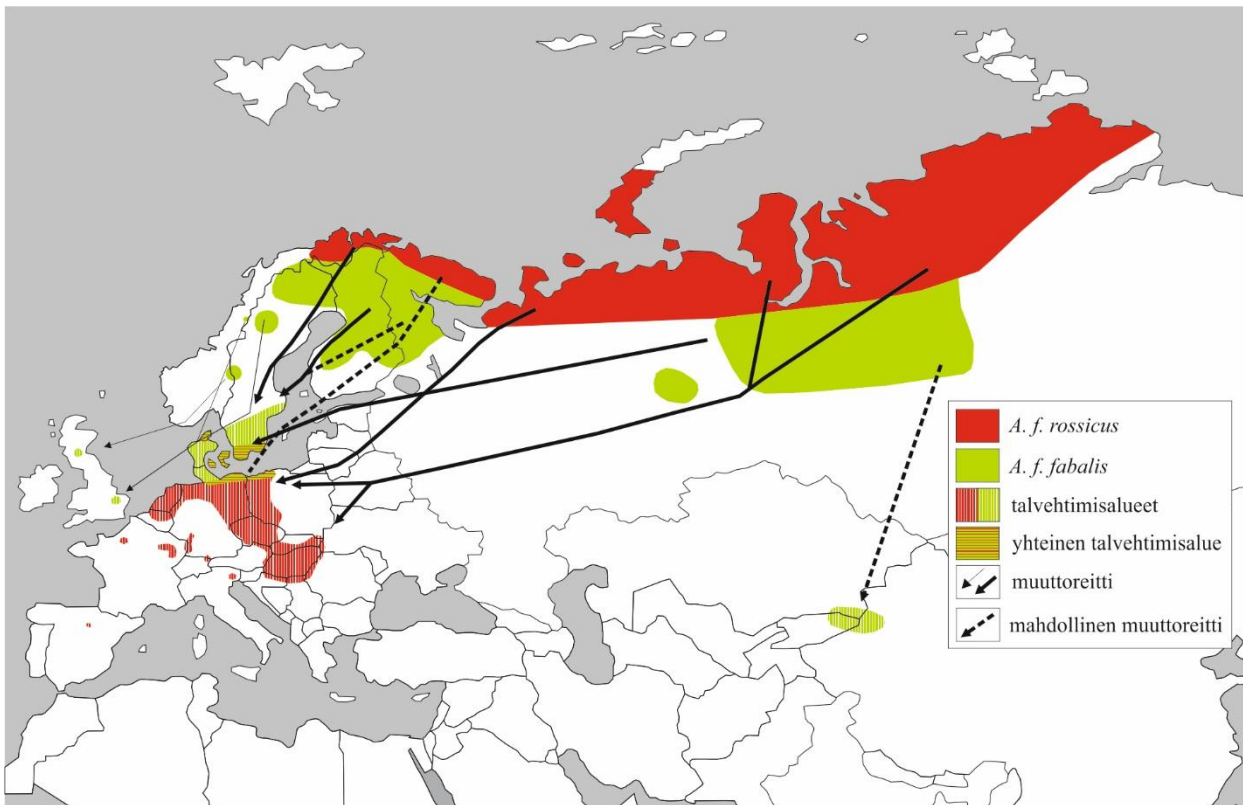 A. f. rossicus
A. f. fabalis
talvehtimisalueet
yhteinen talvehtimisalue
muuttoreitti
mahdollinen muuttoreitti